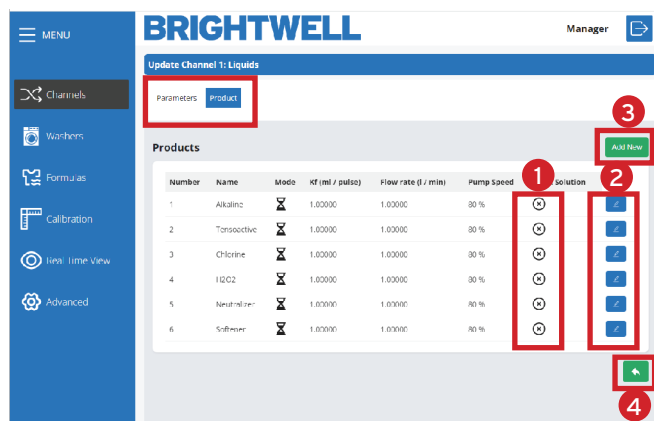 MENU
BRIGHTWELL
Manager
Update Channel 1: Liquids
Channels
Parameters
Product
3
Washers
Products
Add New
Formulas
Number Name Mode Kf (ml / pulse) Flow rate (l / min) Pump Speed 1 Solution 2
1 Alkaline 1.00000 1.00000 80 %
Calibration
2 Tensoactive 1.00000 1.00000 80 %
3 Chlorine 1.00000 1.00000 80 %
Real Time View
4 H2O2 1.00000 1.00000 80 %
Advanced
5 Neutralizer 1.00000 1.00000 80 %
6 Softener 1.00000 1.00000 80 %
4